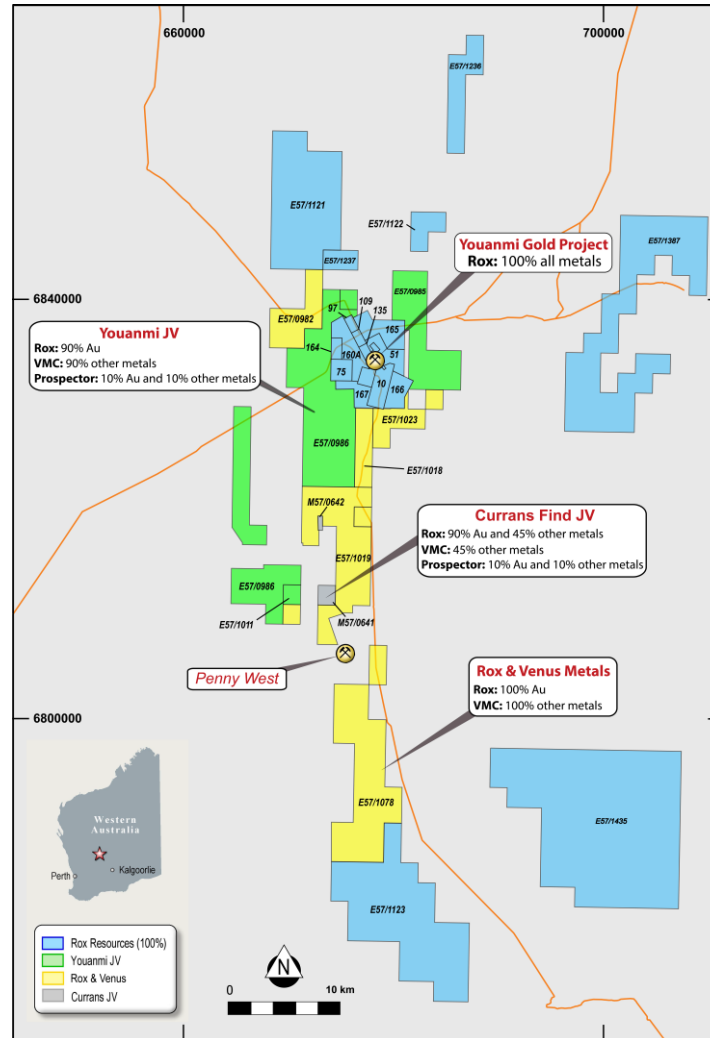 660000
700000
E57/1236
E57/1121
E57/1122
E57/1387
Youanmi Gold Project
Rox: 100% all metals
E57/1237
E57/0985
6840000
109
135
97
E57/0982
165
164
160A
51
75
10
166
167
Youanmi JV
Rox: 90% Au
VMC: 90% other metals
Prospector: 10% Au and 10% other metals
E57/1023
E57/0986
E57/1018
M57/0642
Currans Find JV
Rox: 90% Au and 45% other metals
VMC: 45% other metals
Prospector: 10% Au and 10% other metals
E57/1019
E57/0986
E57/1011
M57/0641
Penny West
Rox & Venus Metals
Rox: 100% Au
VMC: 100% other metals
6800000
E57/1078
E57/1435
E57/1123
Western
Australia
Perth
Kalgoorlie
Rox Resources (100%)
Youanmi JV
Rox & Venus
Currans JV
N
0 10 km